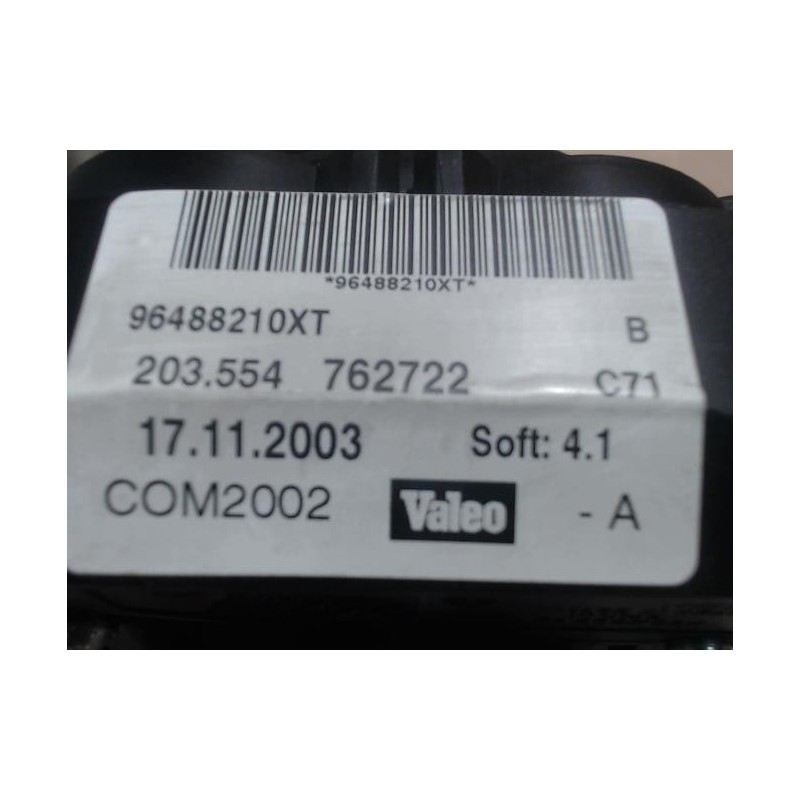 *96488210XT*
96488210XT B
203.554 762722 C71
17.11.2003 Soft: 4.1
COM2002 Valeo - A